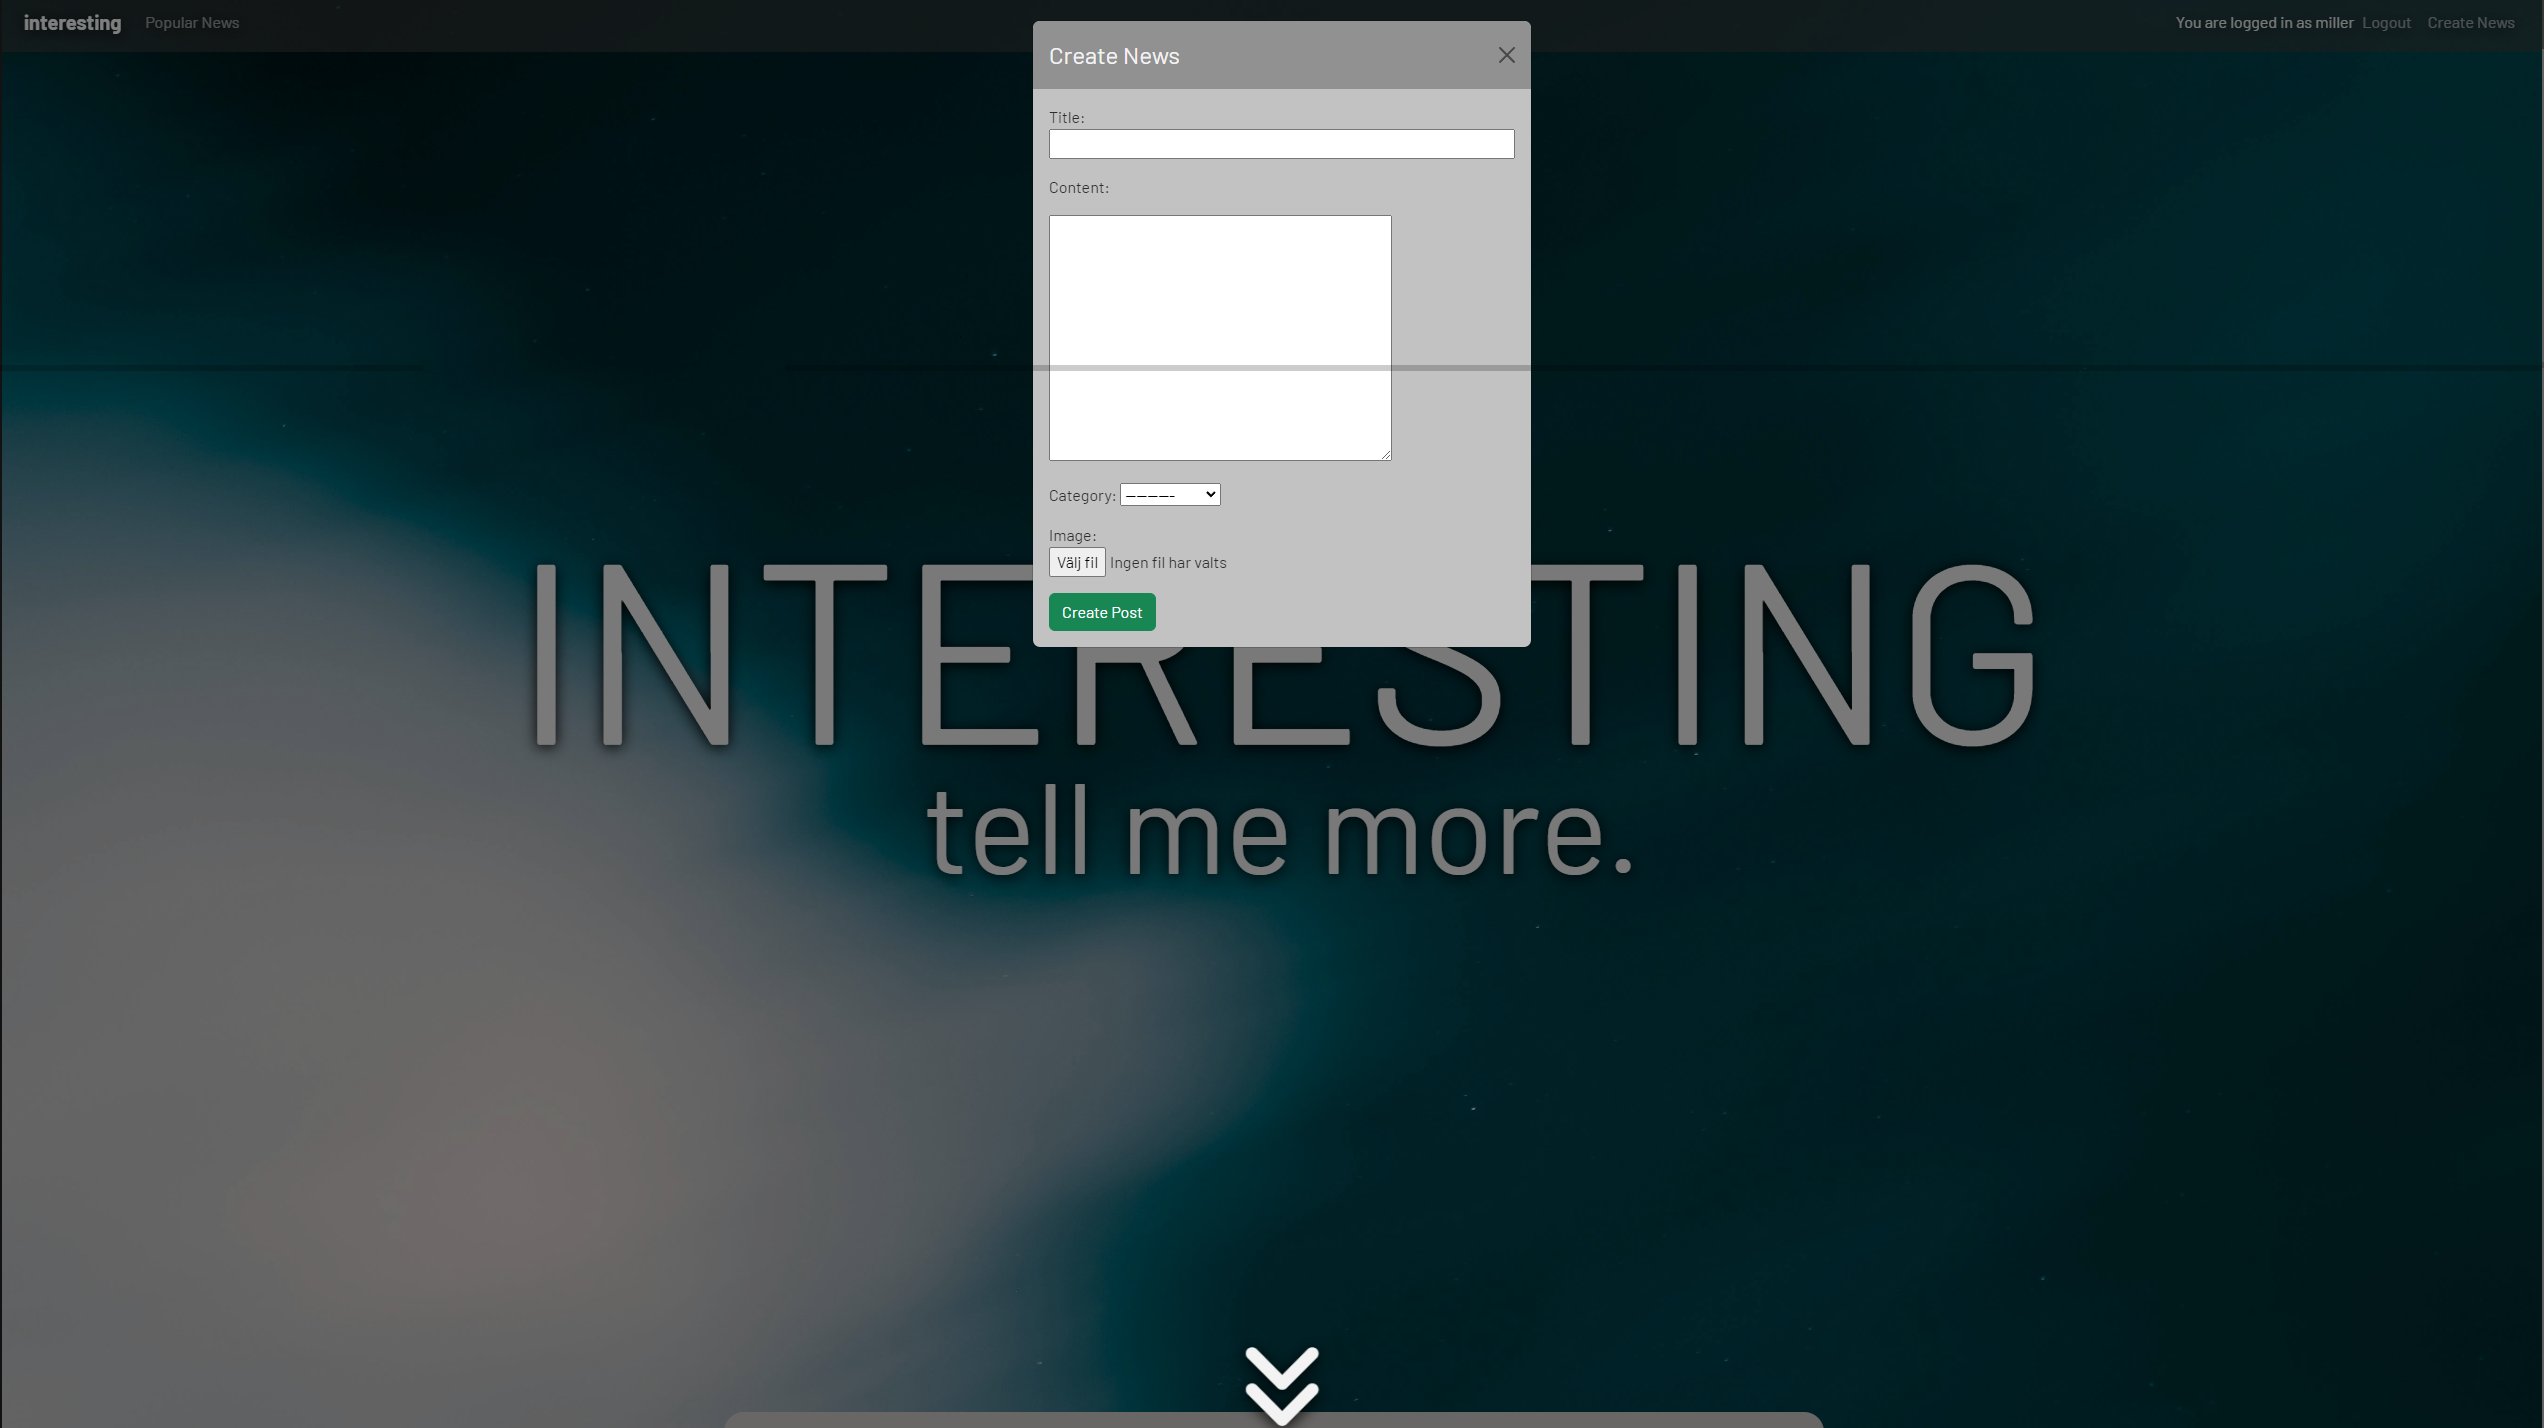 interesting Popular News
You are logged in as miller Logout Create News
Create News
Title:
Content:
Category: ---------
Image:
Välj fil Ingen fil har valts
Create Post
INTERESTING
tell me more.